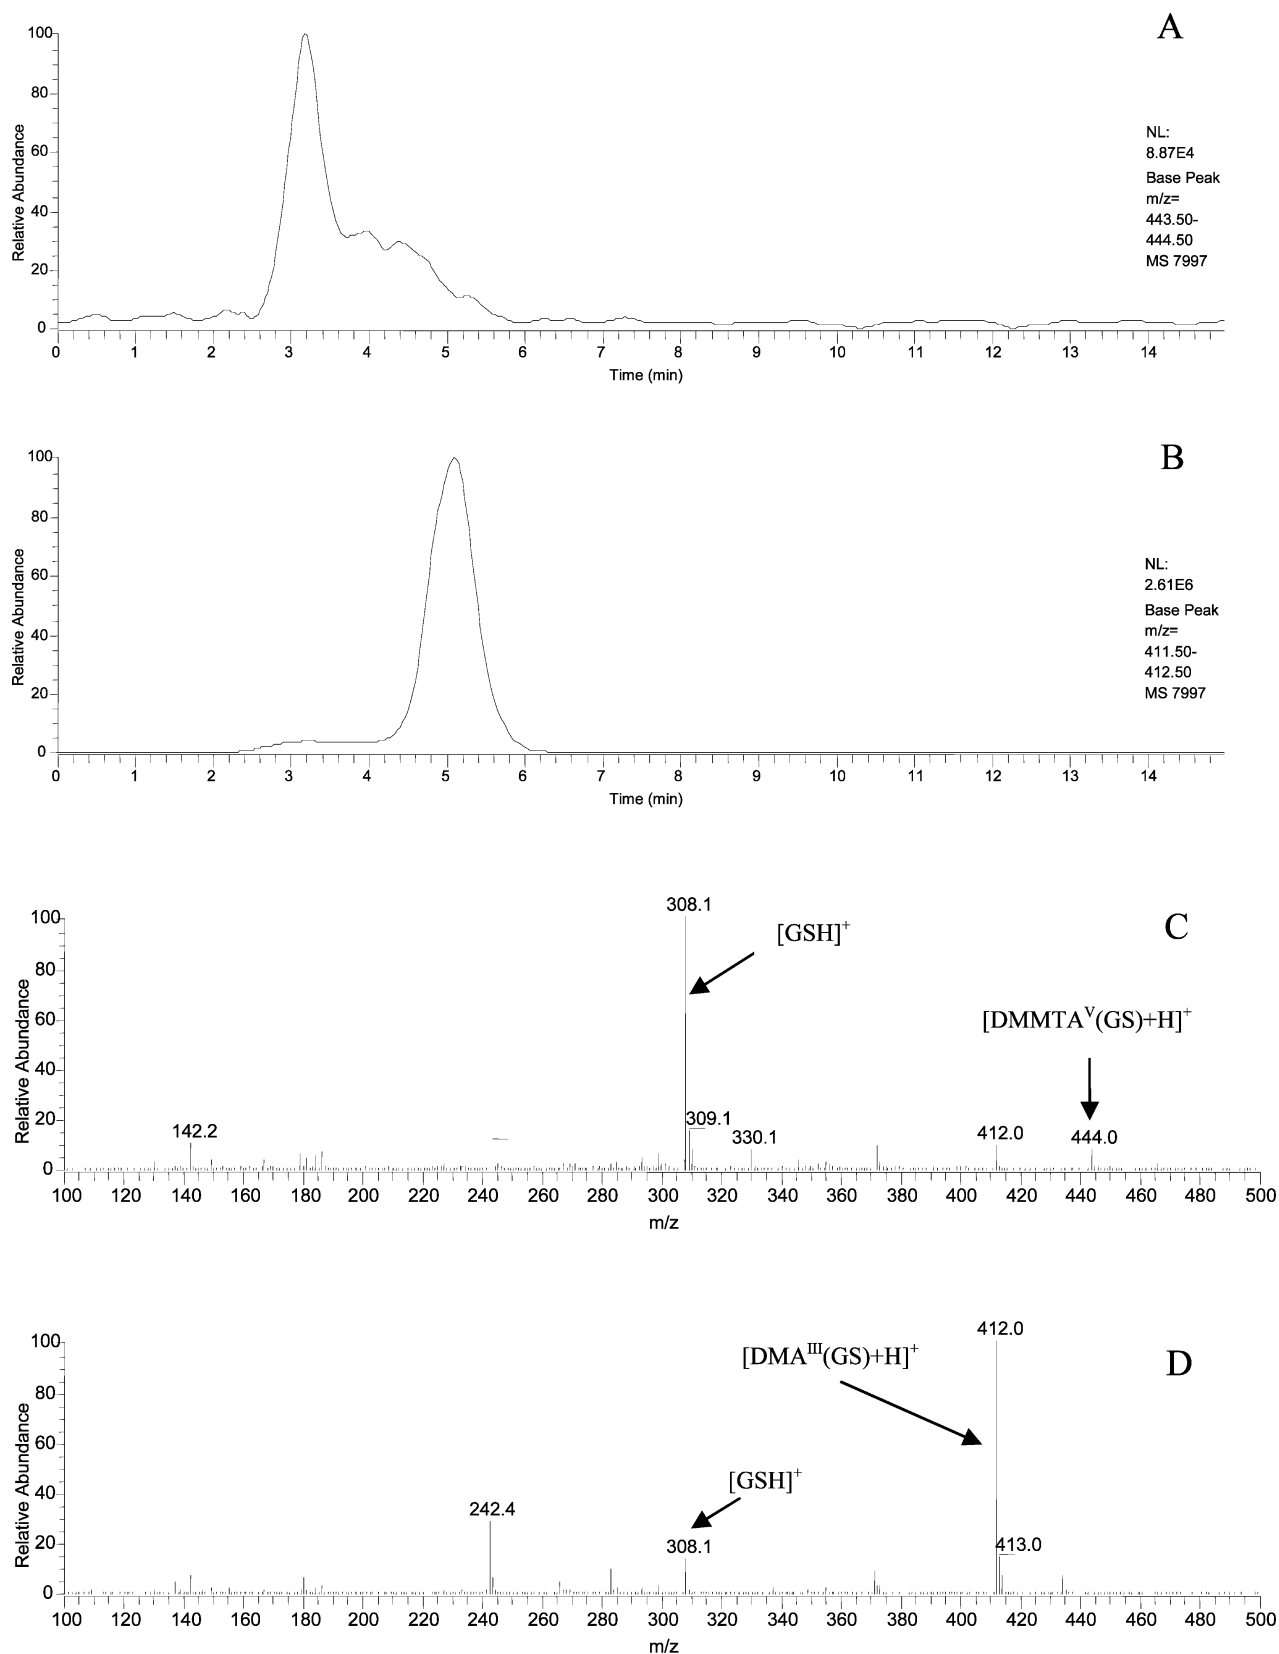 A
100
80
60
40
20
0
Relative Abundance
NL:
8.87E4
Base Peak
m/z=
443.50-
444.50
MS 7997
0 1 2 3 4 5 6 7 8 9 10 11 12 13 14
Time (min)
B
100
80
60
40
20
0
Relative Abundance
NL:
2.61E6
Base Peak
m/z=
411.50-
412.50
MS 7997
0 1 2 3 4 5 6 7 8 9 10 11 12 13 14
Time (min)
C
100
80
60
40
20
0
Relative Abundance
308.1
[GSH]+
[DMMTAV(GS)+H]+
142.2
309.1
330.1
412.0
444.0
100 120 140 160 180 200 220 240 260 280 300 320 340 360 380 400 420 440 460 480 500
m/z
D
100
80
60
40
20
0
Relative Abundance
412.0
[DMAIII(GS)+H]+
[GSH]+
242.4
308.1
413.0
100 120 140 160 180 200 220 240 260 280 300 320 340 360 380 400 420 440 460 480 500
m/z